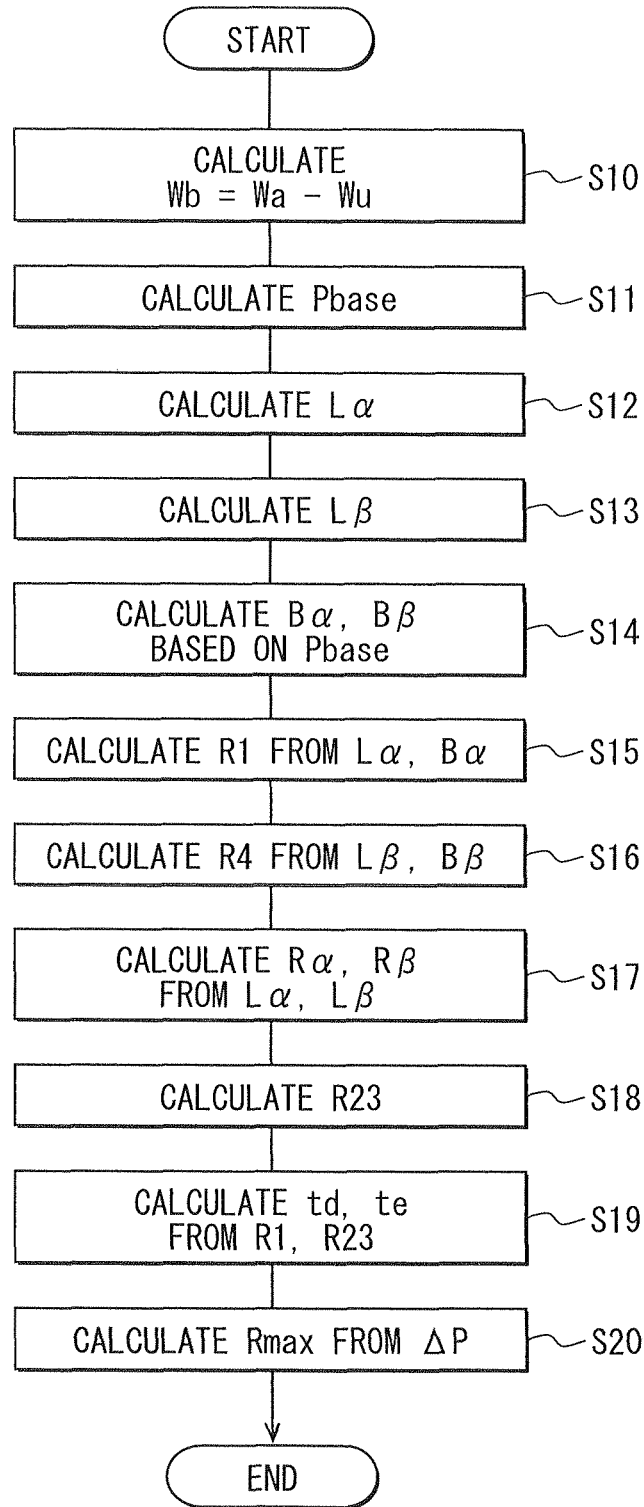 START
CALCULATE
Wb = Wa - Wu
S10
CALCULATE Pbase
S11
CALCULATE Lα
S12
CALCULATE Lβ
S13
CALCULATE Bα, Bβ
BASED ON Pbase
S14
CALCULATE R1 FROM Lα, Bα
S15
CALCULATE R4 FROM Lβ, Bβ
S16
CALCULATE Rα, Rβ
FROM Lα, Lβ
S17
CALCULATE R23
S18
CALCULATE td, te
FROM R1, R23
S19
CALCULATE Rmax FROM ΔP
S20
END